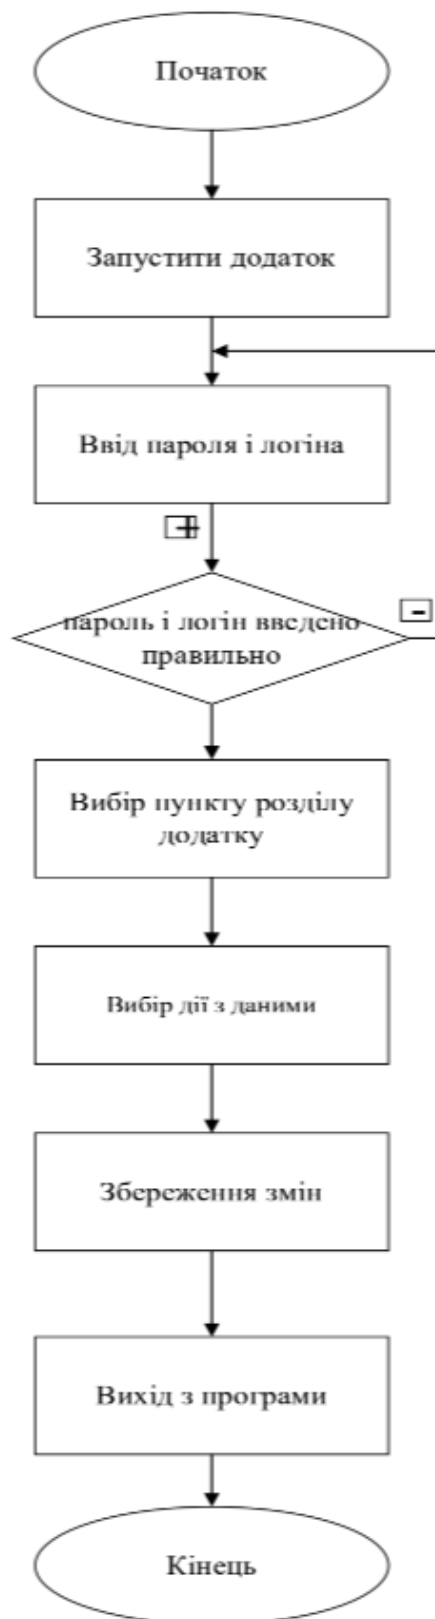 Початок
Запустити додаток
Ввід пароля і логіна
+
пароль і логін введено
правильно
-
Вибір пункту розділу
додатку
Вибір дії з даними
Збереження змін
Вихід з програми
Кінець